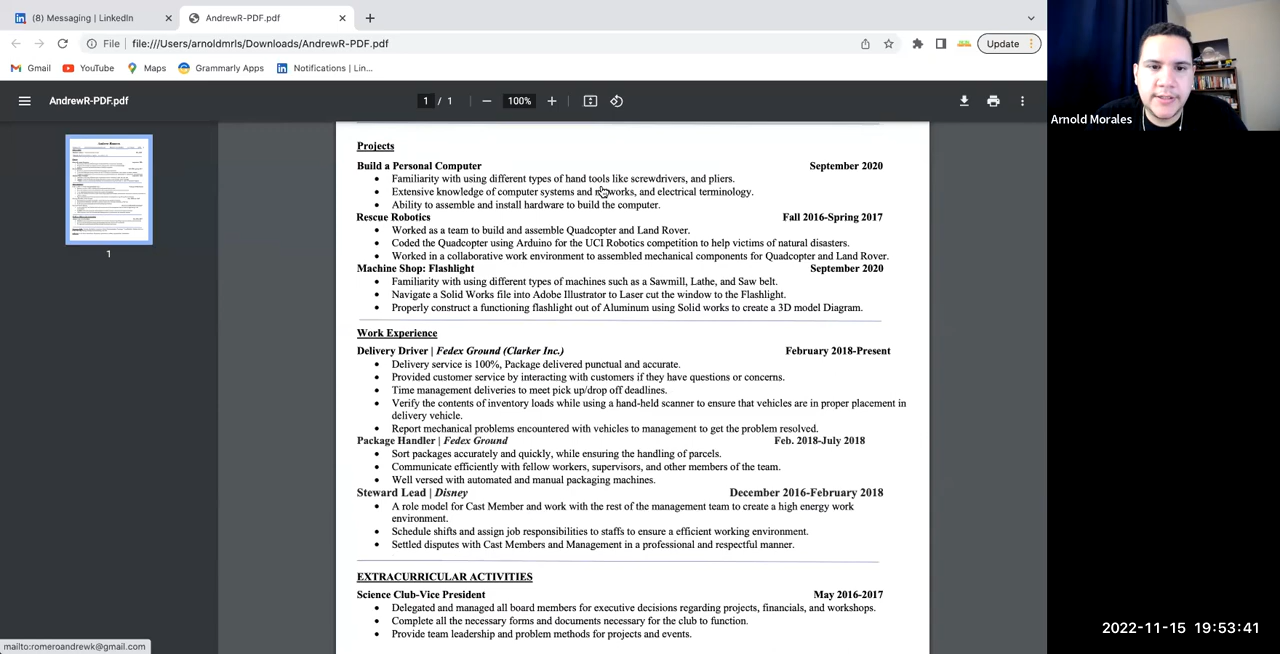 (8) Messaging | LinkedIn
AndrewR-PDF.pdf
File
file:///Users/arnoldmrls/Downloads/AndrewR-PDF.pdf
Update
Gmail
YouTube
Maps
Grammarly Apps
Notifications | Lin...
AndrewR-PDF.pdf
1 / 1
100%
Arnold Morales
1
Projects
Build a Personal Computer September 2020
Familiarity with using different types of hand tools like screwdrivers, and pliers.
Extensive knowledge of computer systems and networks, and electrical terminology.
Ability to assemble and install hardware to build the computer.
Rescue Robotics Fall 2016-Spring 2017
Worked as a team to build and assemble Quadcopter and Land Rover.
Coded the Quadcopter using Arduino for the UCI Robotics competition to help victims of natural disasters.
Worked in a collaborative work environment to assembled mechanical components for Quadcopter and Land Rover.
Machine Shop: Flashlight September 2020
Familiarity with using different types of machines such as a Sawmill, Lathe, and Saw belt.
Navigate a Solid Works file into Adobe Illustrator to Laser cut the window to the Flashlight.
Properly construct a functioning flashlight out of Aluminum using Solid works to create a 3D model Diagram.
Work Experience
Delivery Driver | Fedex Ground (Clarker Inc.) February 2018-Present
Delivery service is 100%, Package delivered punctual and accurate.
Provided customer service by interacting with customers if they have questions or concerns.
Time management deliveries to meet pick up/drop off deadlines.
Verify the contents of inventory loads while using a hand-held scanner to ensure that vehicles are in proper placement in
delivery vehicle.
Report mechanical problems encountered with vehicles to management to get the problem resolved.
Package Handler | Fedex Ground Feb. 2018-July 2018
Sort packages accurately and quickly, while ensuring the handling of parcels.
Communicate efficiently with fellow workers, supervisors, and other members of the team.
Well versed with automated and manual packaging machines.
Steward Lead | Disney December 2016-February 2018
A role model for Cast Member and work with the rest of the management team to create a high energy work
environment.
Schedule shifts and assign job responsibilities to staffs to ensure a efficient working environment.
Settled disputes with Cast Members and Management in a professional and respectful manner.
EXTRACURRICULAR ACTIVITIES
Science Club-Vice President May 2016-2017
Delegated and managed all board members for executive decisions regarding projects, financials, and workshops.
Complete all the necessary forms and documents necessary for the club to function.
Provide team leadership and problem methods for projects and events.
mailto:romeroandrewk@gmail.com
2022-11-15 19:53:41